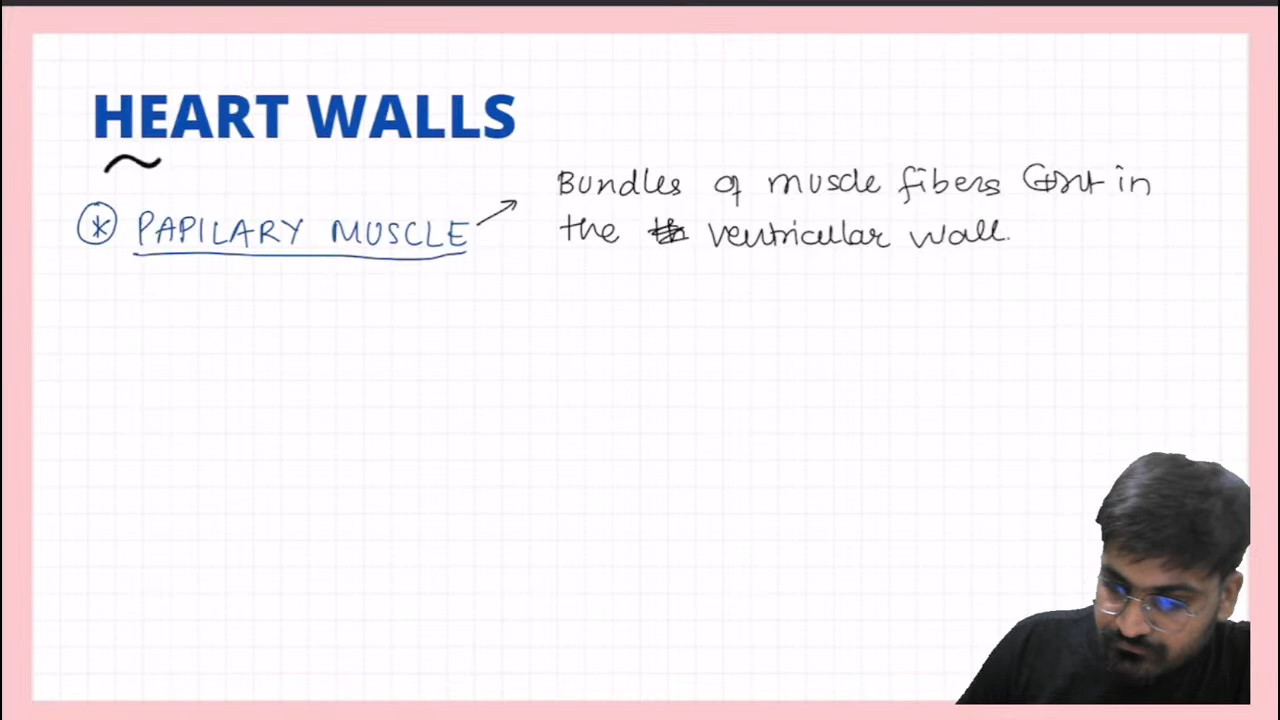 HEART WALLS
Bundles of muscle fibers in
PAPILARY MUSCLE
the ventricular wall.